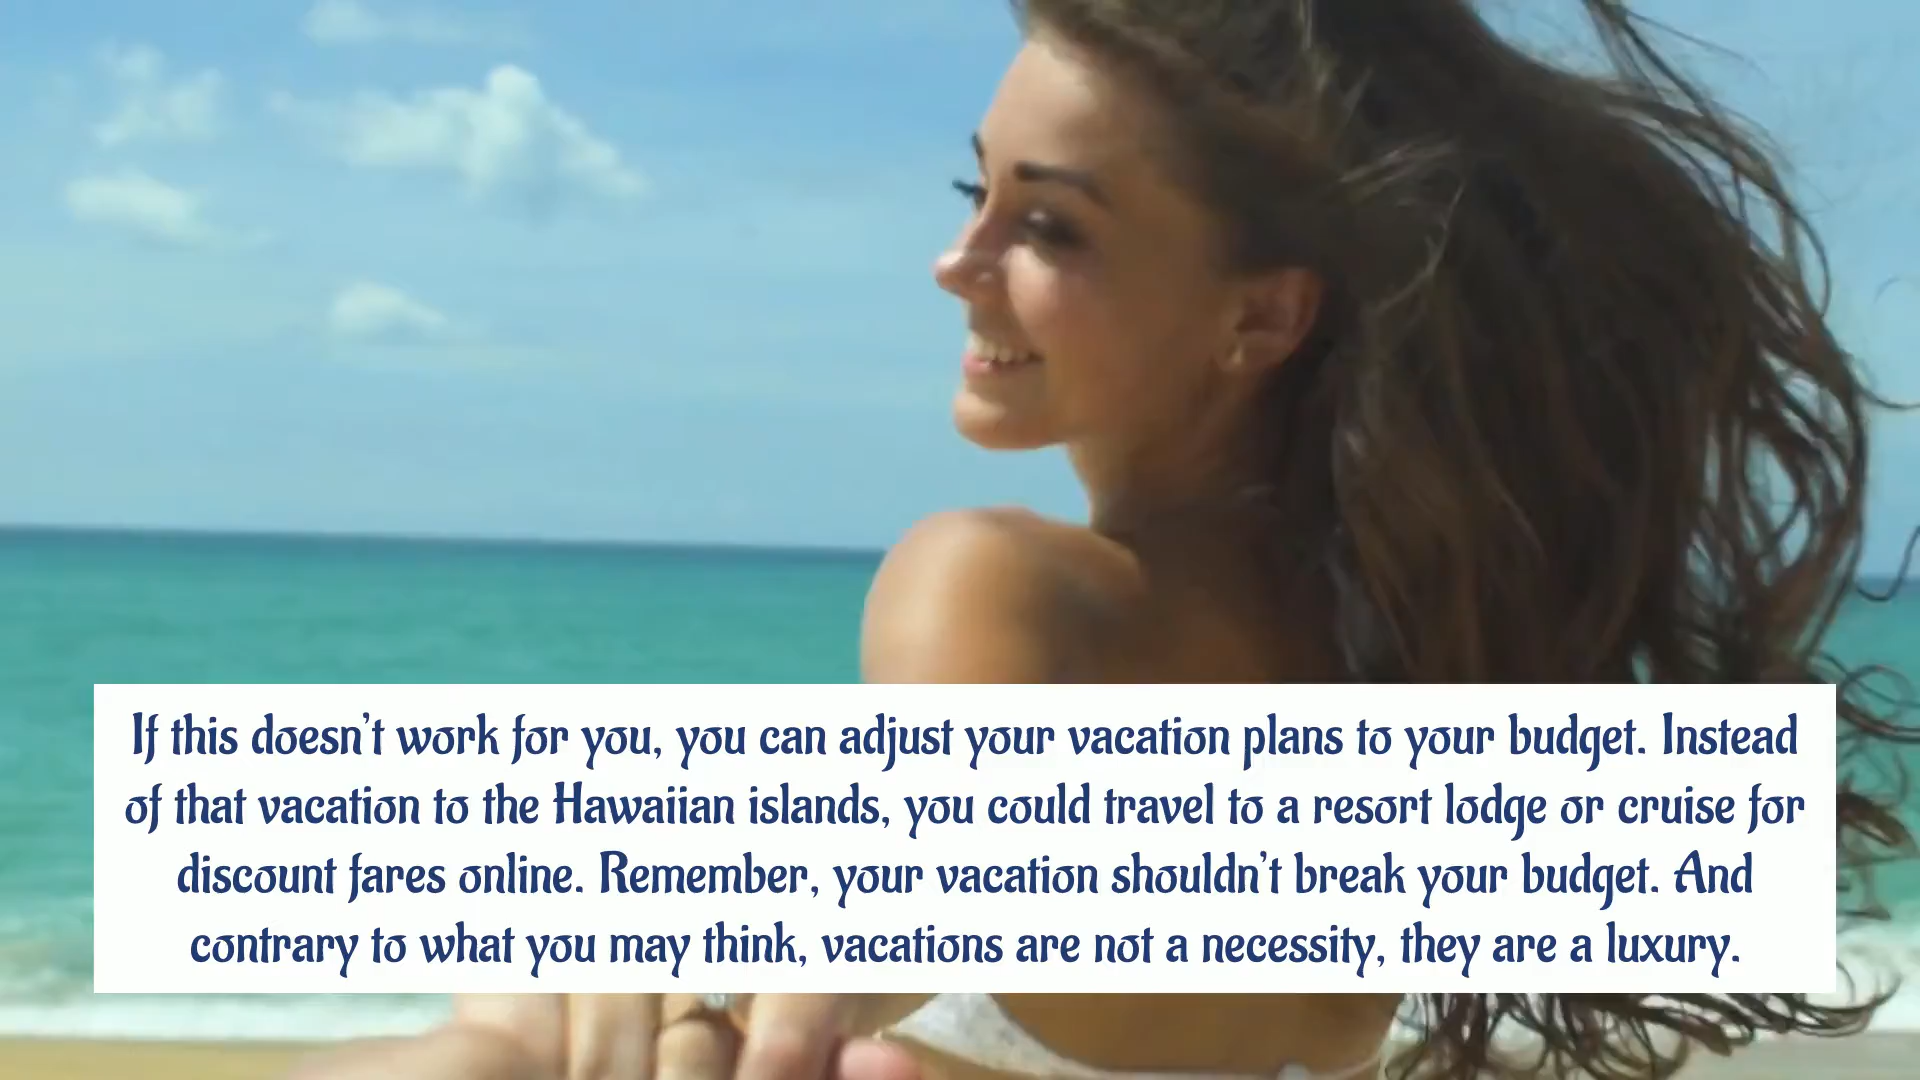 If this doesn't work for you, you can adjust your vacation plans to your budget. Instead
of that vacation to the Hawaiian islands, you could travel to a resort lodge or cruise for
discount fares online. Remember, your vacation shouldn't break your budget. And
contrary to what you may think, vacations are not a necessity, they are a luxury.